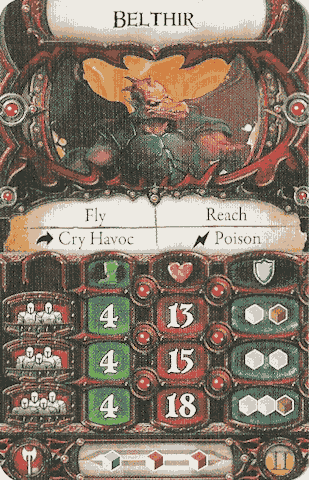 BELTHIR
Fly Reach
Cry Havoc Poison
4 13
4 15
4 18
II